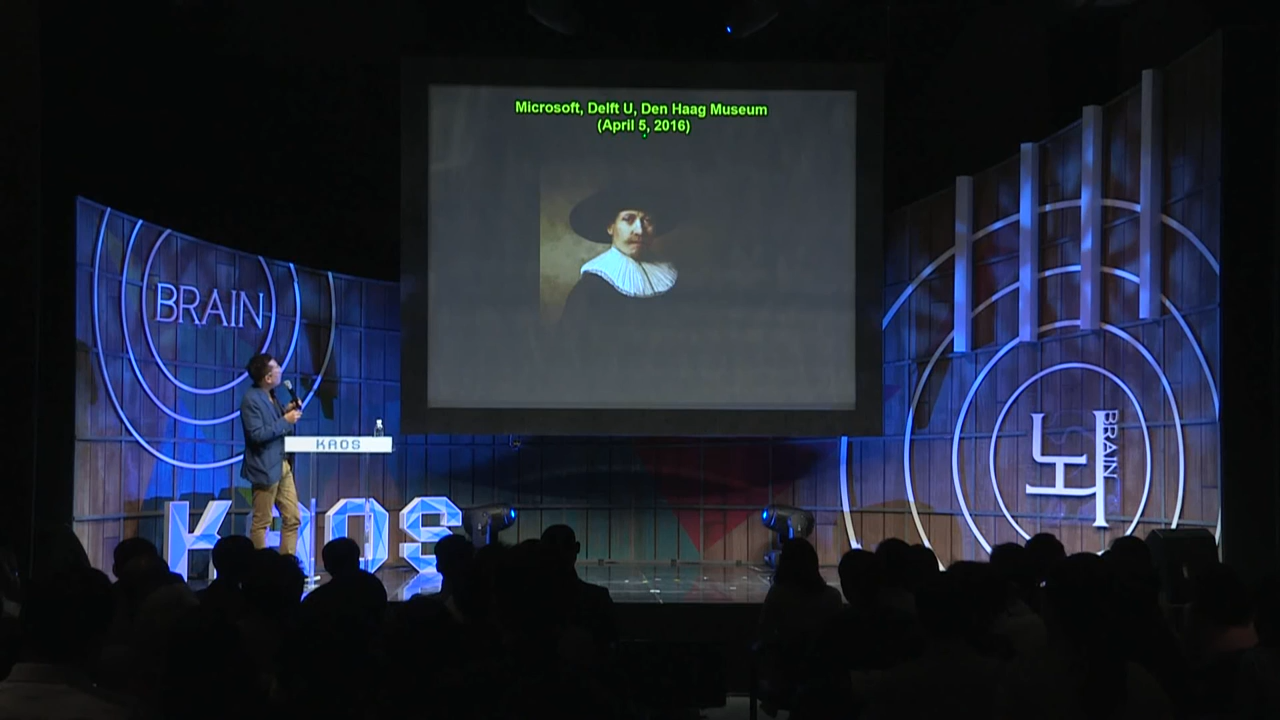 Microsoft, Delft U, Den Haag Museum
(April 5, 2016)
BRAIN
KAOS
KAOS
뇌
BRAIN